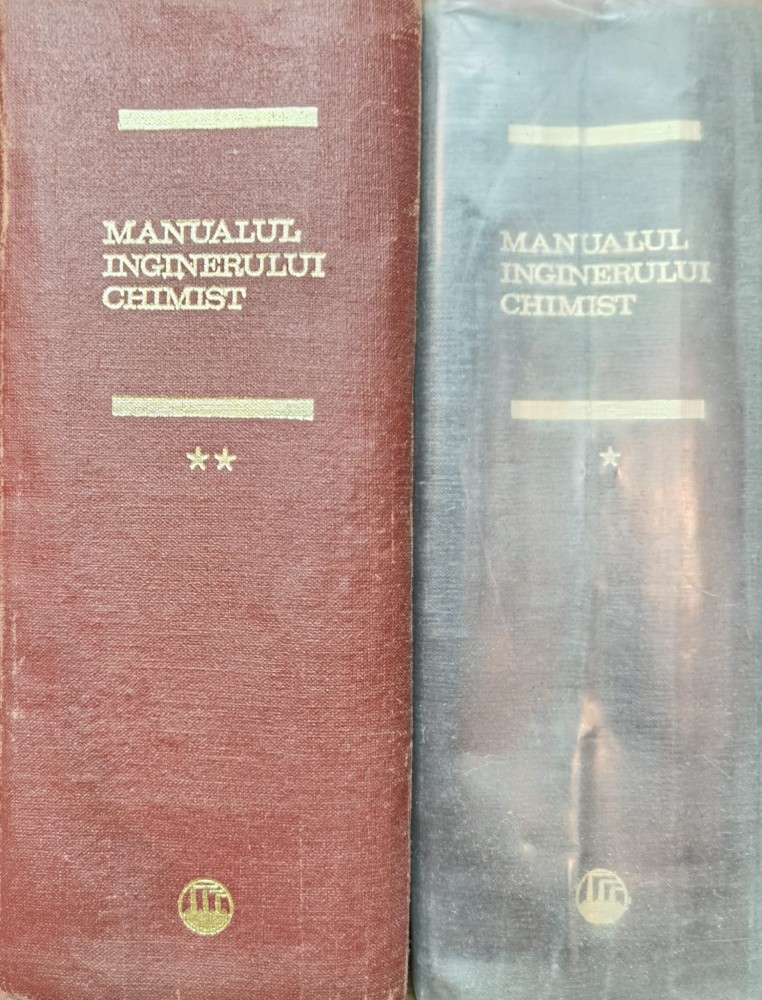 MANUALUL
INGINERULUI
CHIMIST
**
MANUALUL
INGINERULUI
CHIMIST
*